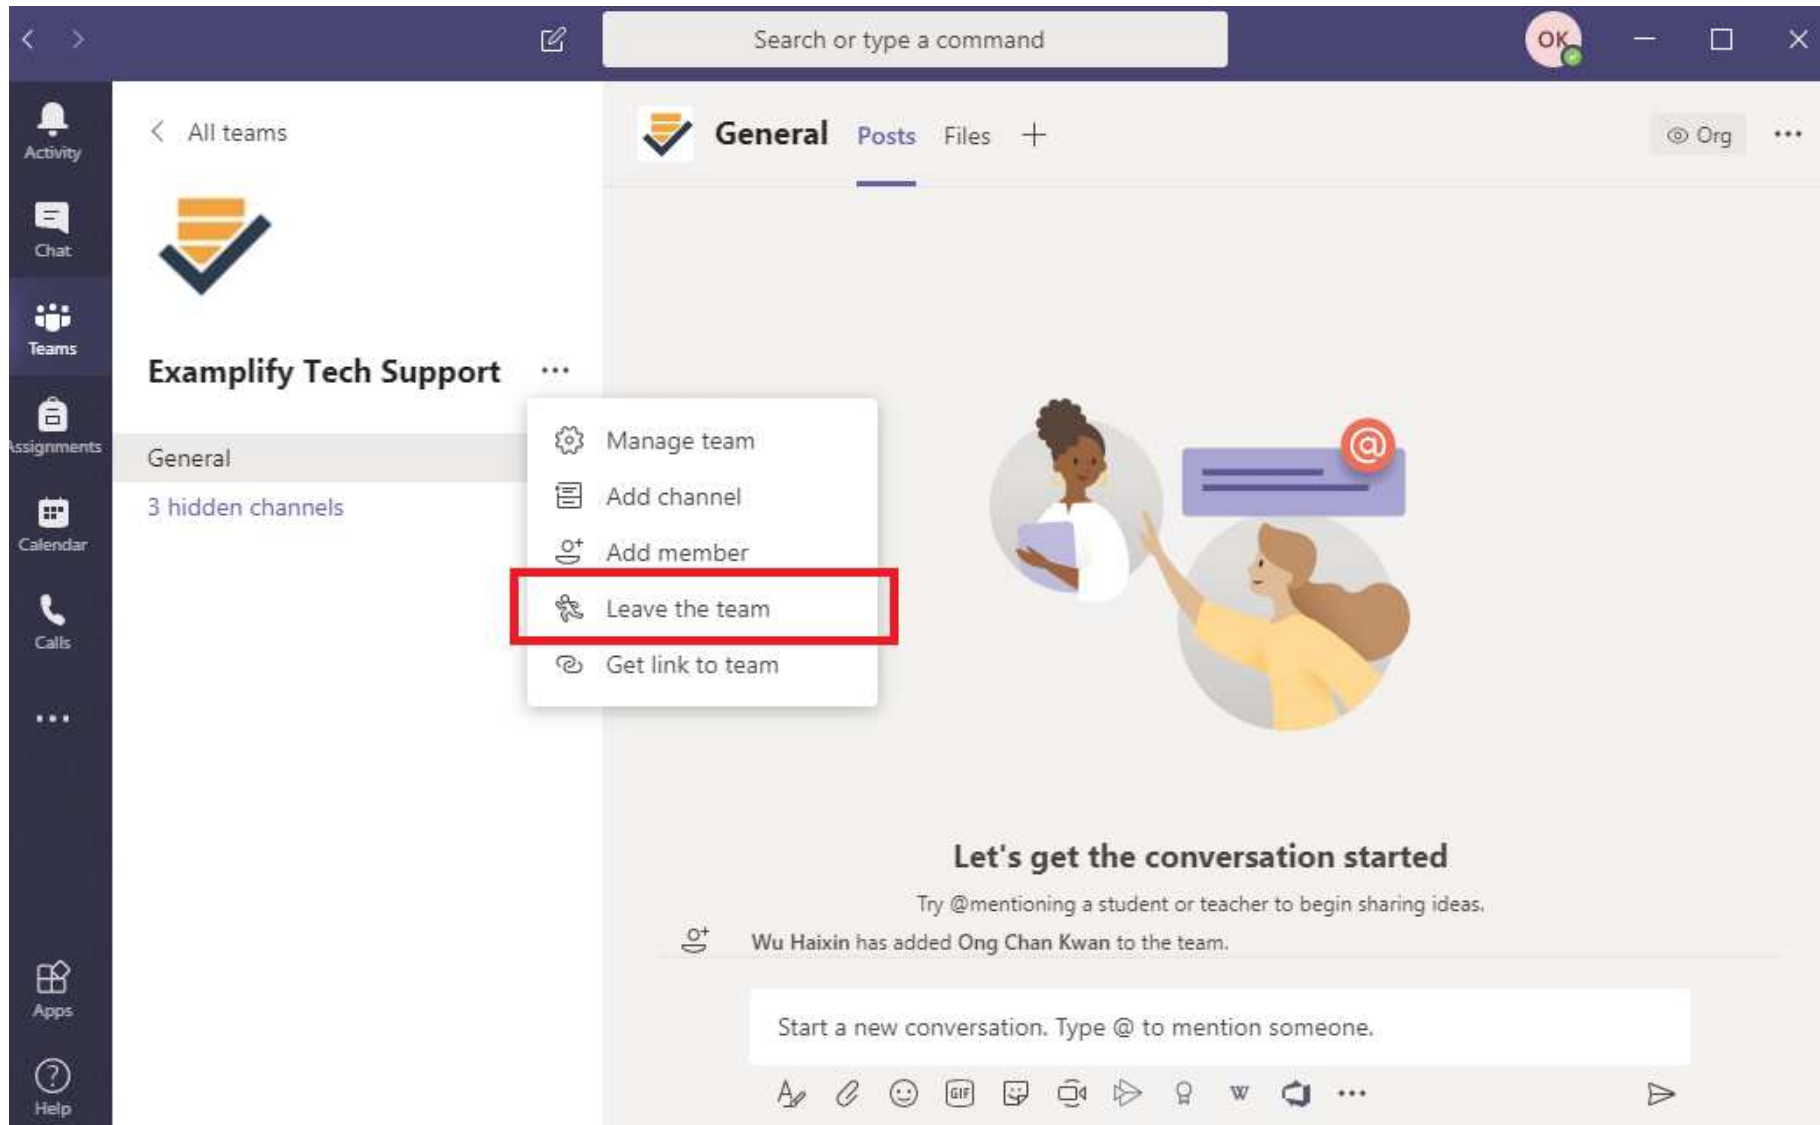 Search or type a command
OK
Activity
Chat
Teams
Assignments
Calendar
Calls
Apps
Help
All teams
Examplify Tech Support
General
3 hidden channels
Manage team
Add channel
Add member
Leave the team
Get link to team
General Posts Files
Org
@
Let's get the conversation started
Try @mentioning a student or teacher to begin sharing ideas.
Wu Haixin has added Ong Chan Kwan to the team.
Start a new conversation. Type @ to mention someone.
GIF
W